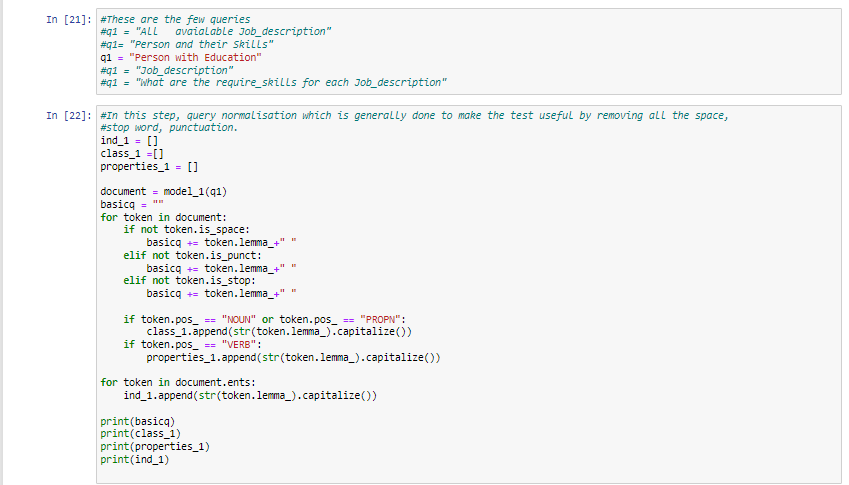 In [21]: #These are the few queries
#q1 = "All   avaialable Job_description"
#q1= "Person and their Skills"
q1 = "Person with Education"
#q1 = "Job_description"
#q1 = "What are the require_skills for each Job_description"
In [22]: #In this step, query normalisation which is generally done to make the test useful by removing all the space,
#stop word, punctuation.
ind_1 = []
class_1 =[]
properties_1 = []

document = model_1(q1)
basicq = ""
for token in document:
    if not token.is_space:
        basicq += token.lemma_+" "
    elif not token.is_punct:
        basicq += token.lemma_+" "
    elif not token.is_stop:
        basicq += token.lemma_+" "

    if token.pos_ == "NOUN" or token.pos_ == "PROPN":
        class_1.append(str(token.lemma_).capitalize())
    if token.pos_ == "VERB":
        properties_1.append(str(token.lemma_).capitalize())

for token in document.ents:
    ind_1.append(str(token.lemma_).capitalize())

print(basicq)
print(class_1)
print(properties_1)
print(ind_1)